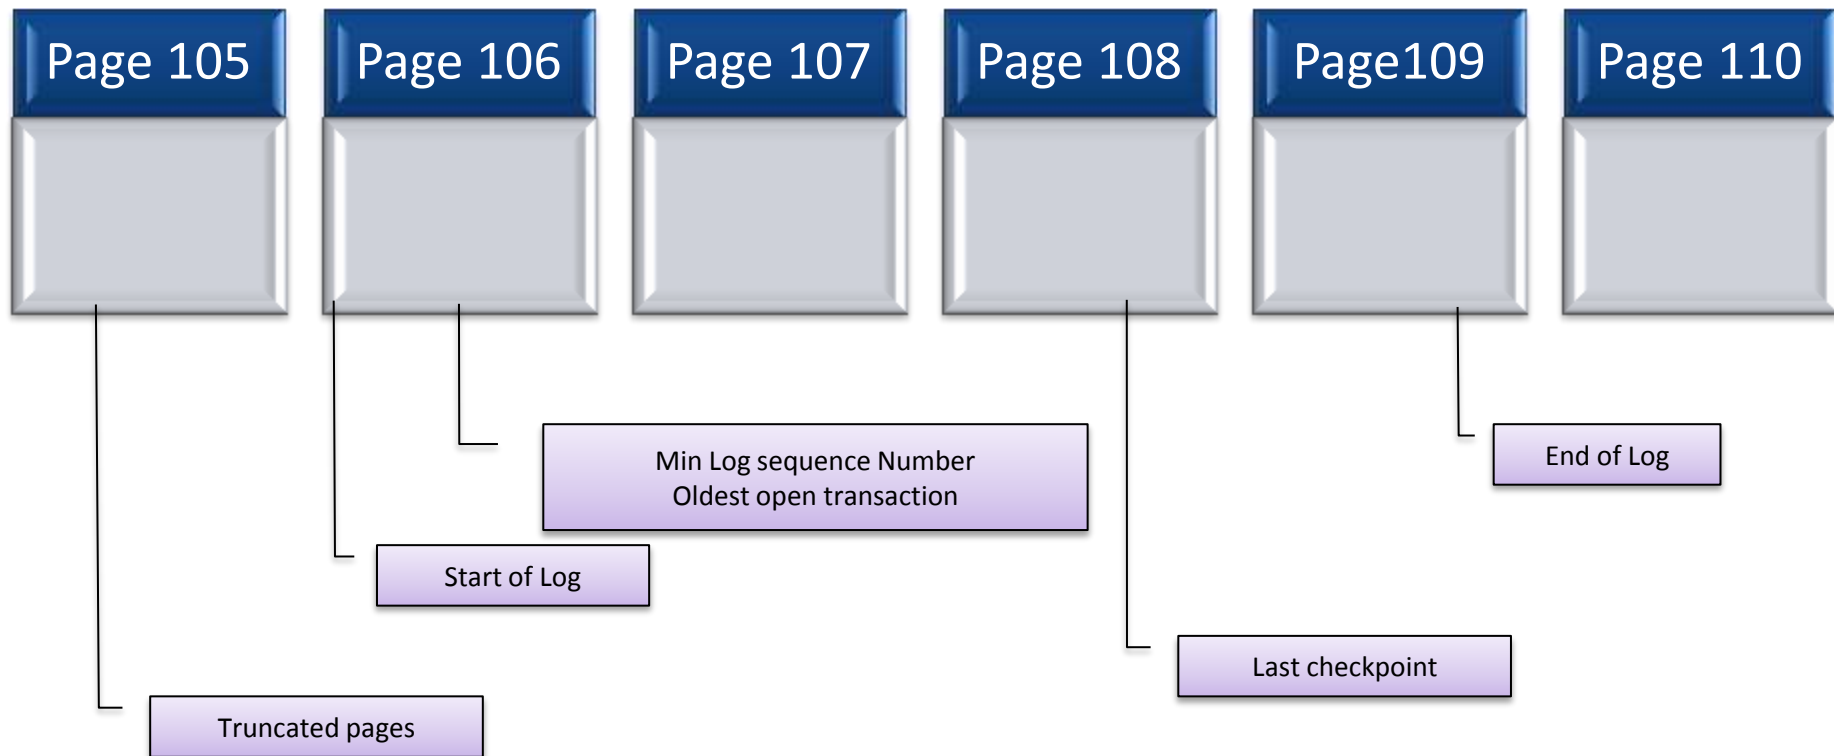 Page 105
Page 106
Page 107
Page 108
Page109
Page 110
Min Log sequence Number
Oldest open transaction
End of Log
Start of Log
Last checkpoint
Truncated pages